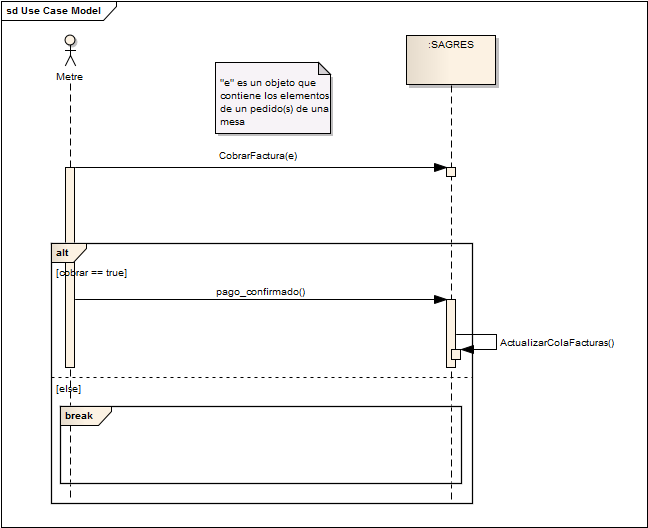 sd Use Case Model
:SAGRES
Metre
"e" es un objeto que
contiene los elementos
de un pedido(s) de una
mesa
CobrarFactura(e)
alt
[cobrar == true]
pago_confirmado()
ActualizarColaFacturas()
[else]
break